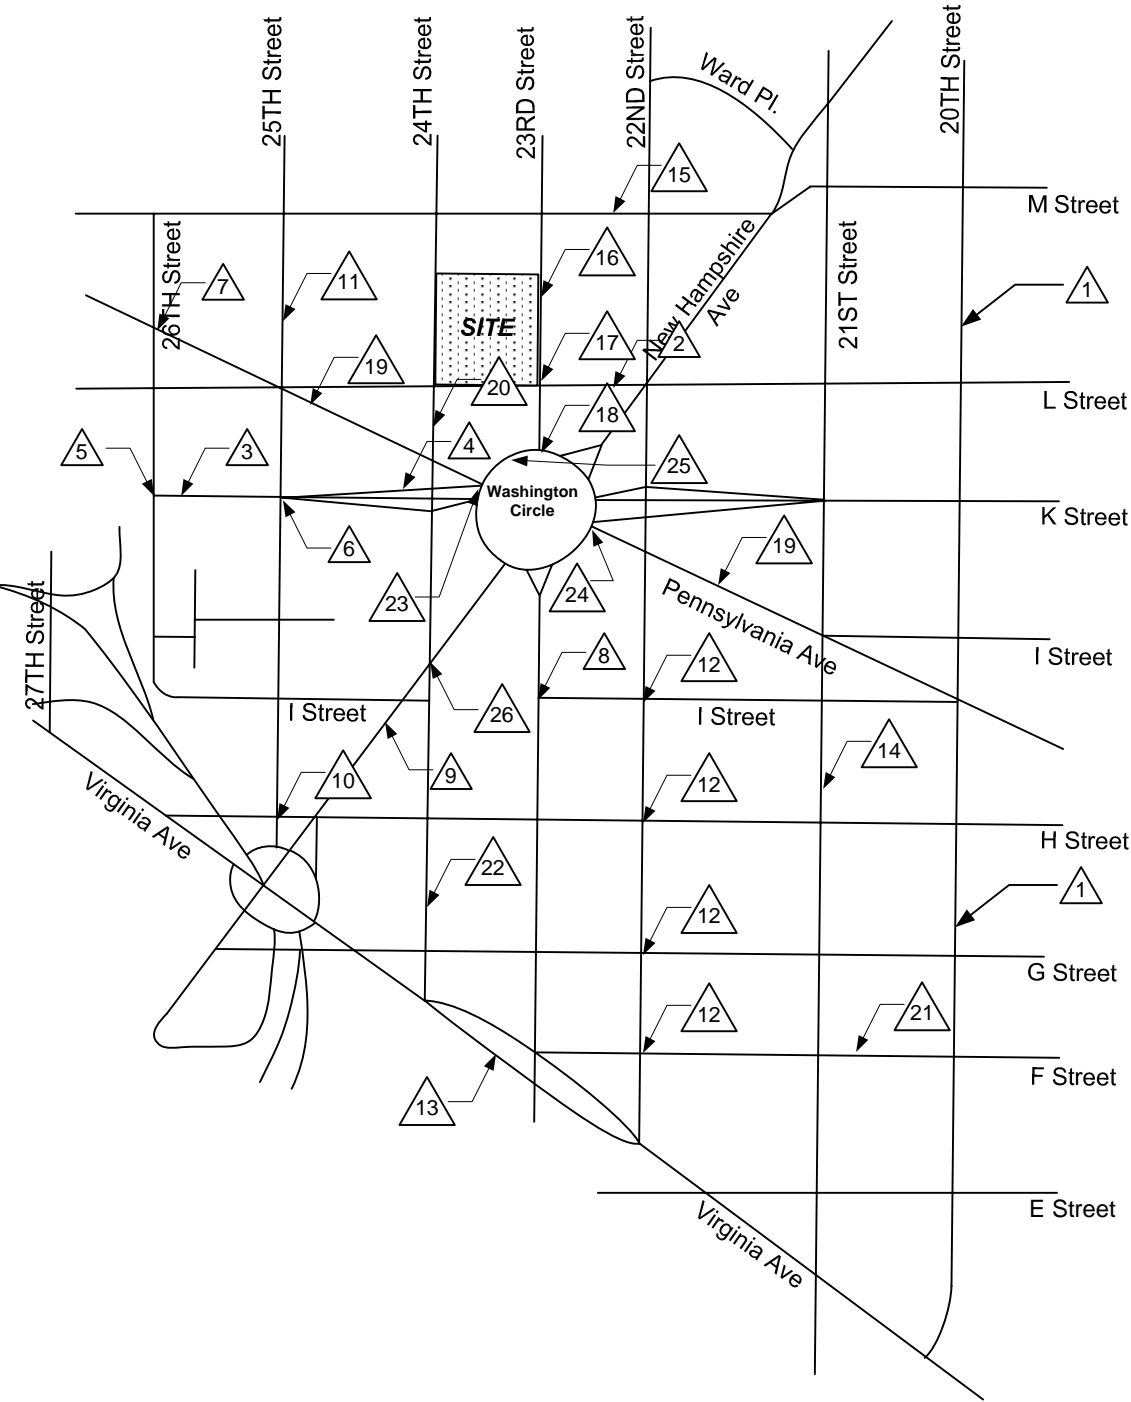 25TH Street
24TH Street
23RD Street
22ND Street
20TH Street
Ward Pl.
15
M Street
26TH Street
7
11
16
New Hampshire
Ave
21ST Street
1
SITE
19
17
2
20
18
L Street
5
3
4
25
Washington
Circle
K Street
6
23
24
19
27TH Street
Pennsylvania Ave
8
12
I Street
I Street
26
I Street
14
10
9
12
Virginia Ave
H Street
22
1
12
G Street
12
21
F Street
13
E Street
Virginia Ave